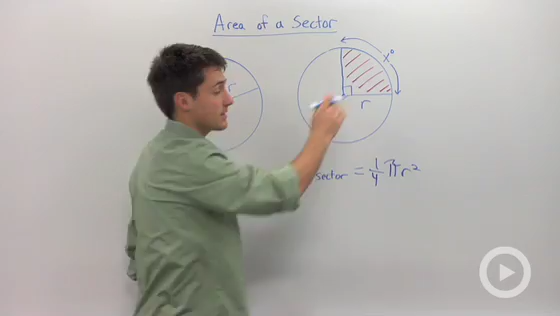 Area of a Sector
r
x°
r
sector = 1/4 πr²